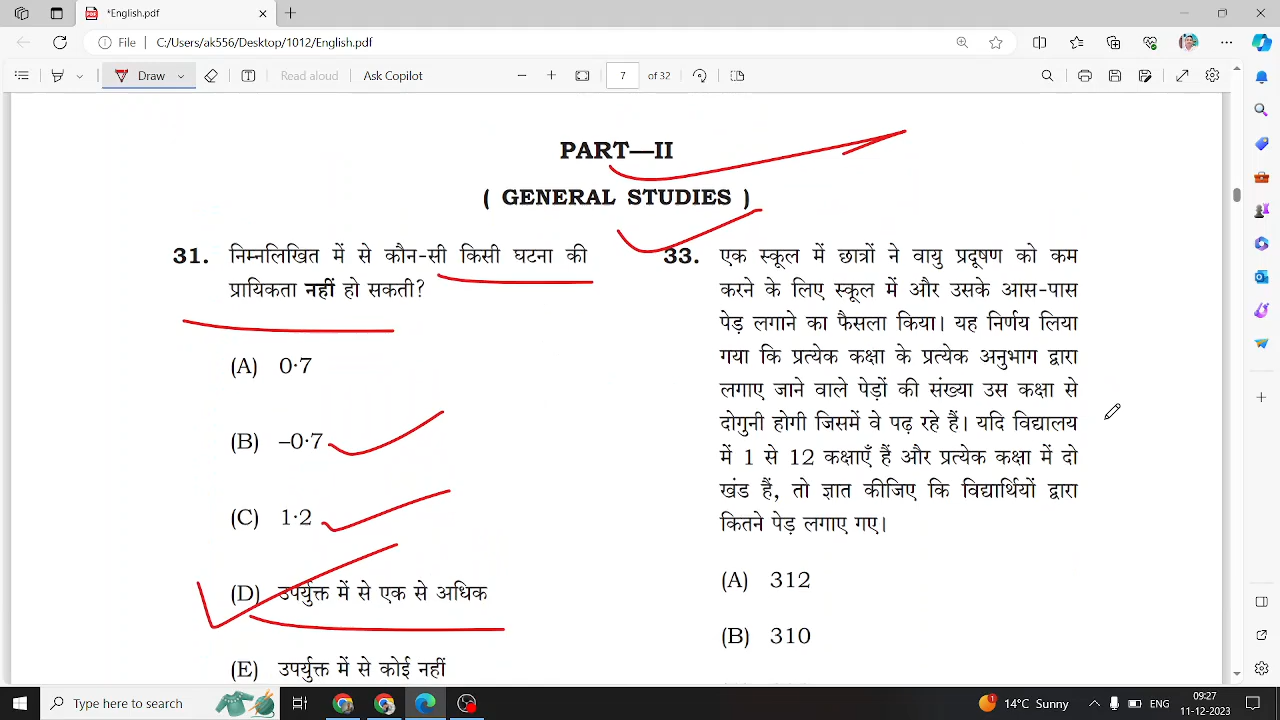 *English.pdf
File
C:/Users/ak556/Desktop/1012/English.pdf
Draw
Read aloud
Ask Copilot
7
of 32
PART—II
( GENERAL STUDIES )
31. निम्नलिखित में से कौन-सी किसी घटना की
प्रायिकता नहीं हो सकती?
(A) 0·7
(B) –0·7
(C) 1·2
(D) उपर्युक्त में से एक से अधिक
(E) उपर्युक्त में से कोई नहीं
33. एक स्कूल में छात्रों ने वायु प्रदूषण को कम
करने के लिए स्कूल में और उसके आस-पास
पेड़ लगाने का फैसला किया। यह निर्णय लिया
गया कि प्रत्येक कक्षा के प्रत्येक अनुभाग द्वारा
लगाए जाने वाले पेड़ों की संख्या उस कक्षा से
दोगुनी होगी जिसमें वे पढ़ रहे हैं। यदि विद्यालय
में 1 से 12 कक्षाएँ हैं और प्रत्येक कक्षा में दो
खंड हैं, तो ज्ञात कीजिए कि विद्यार्थियों द्वारा
कितने पेड़ लगाए गए।
(A) 312
(B) 310
Type here to search
14°C Sunny
ENG
09:27
11-12-2023